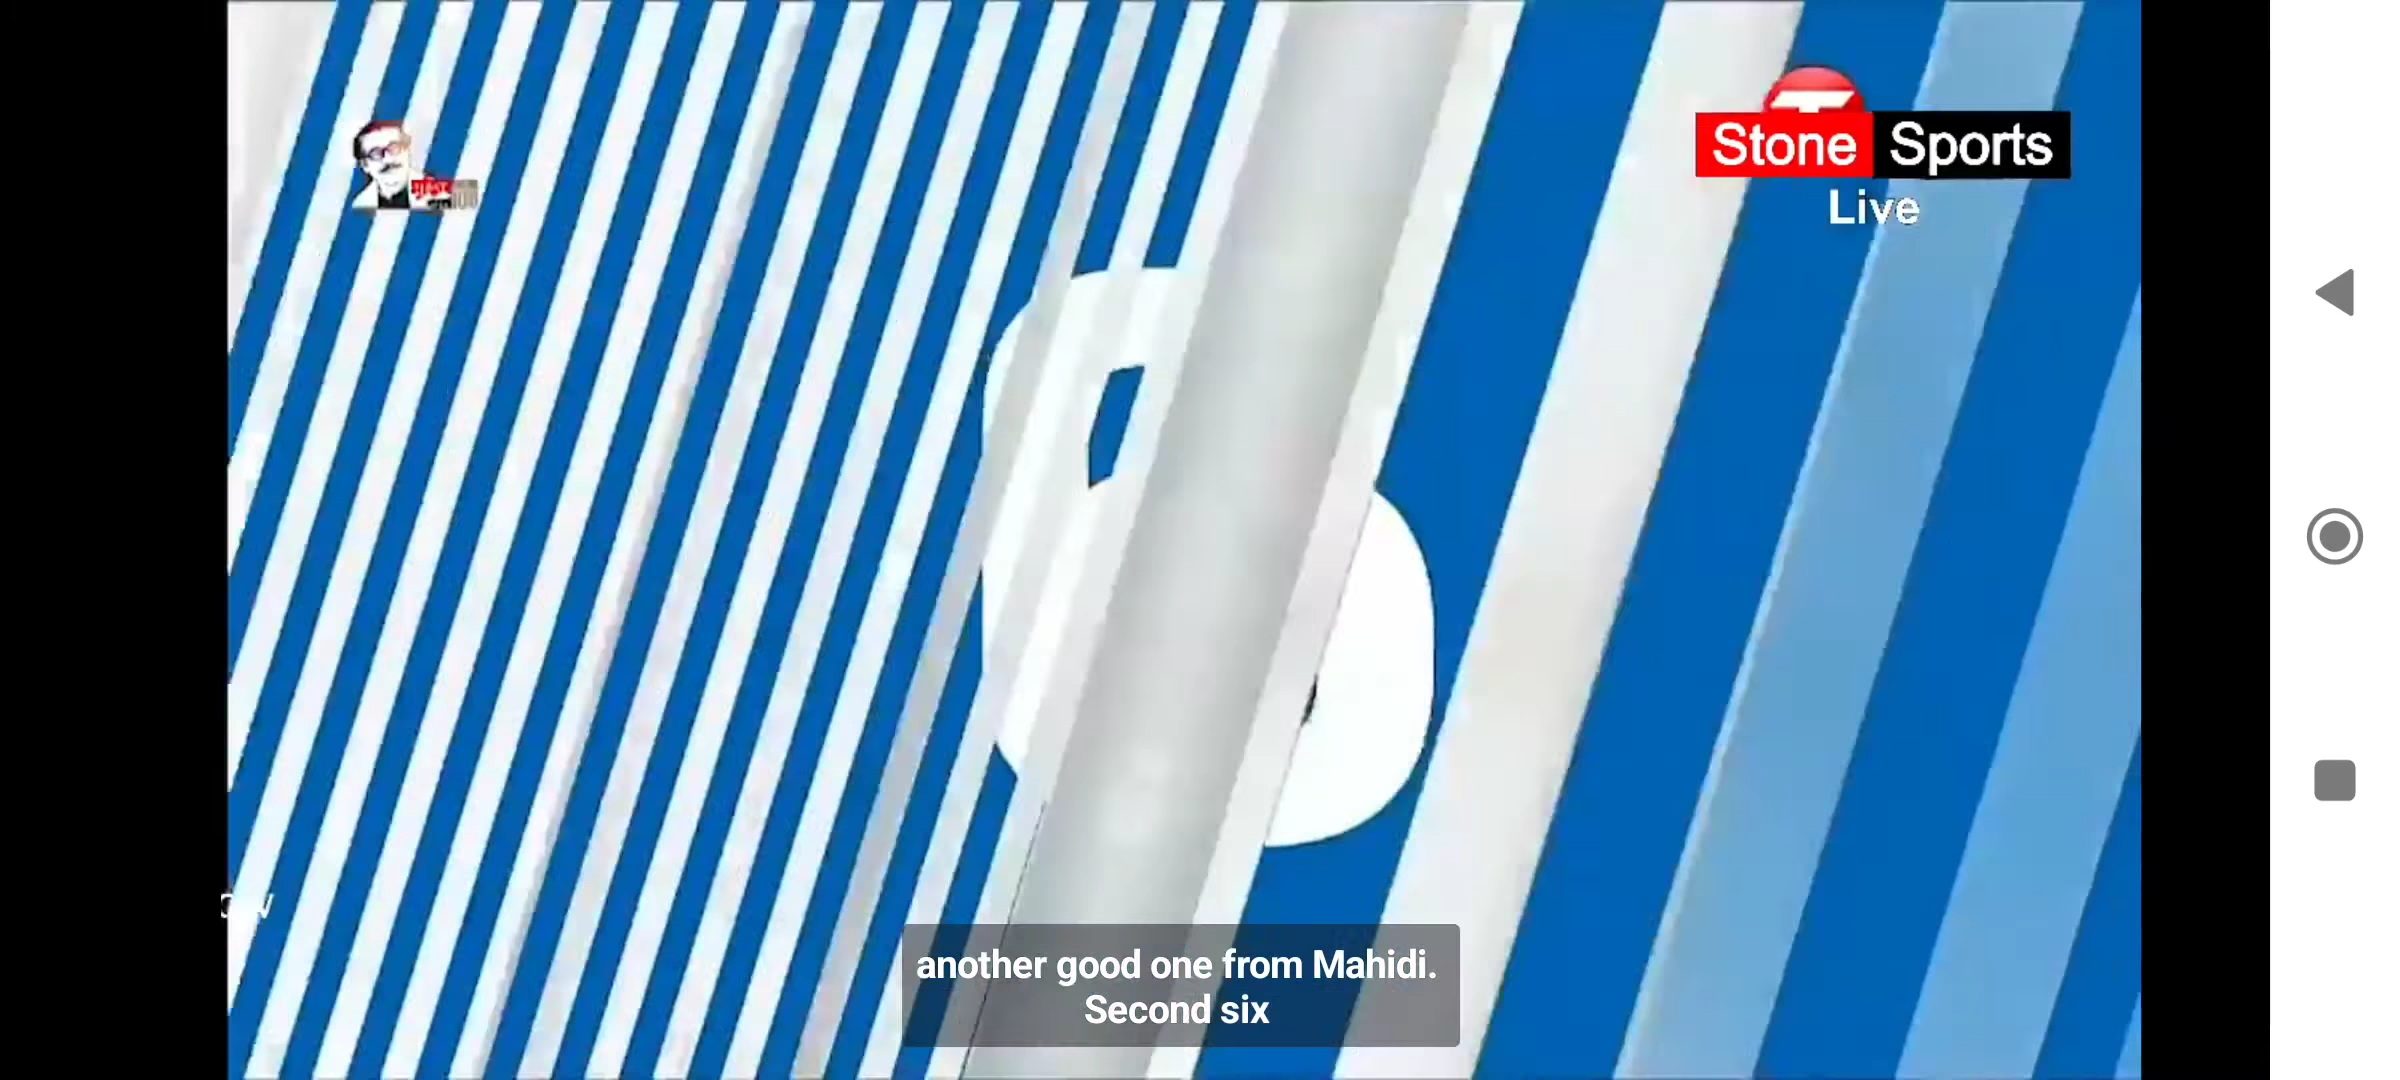 Stone Sports
Live
another good one from Mahidi.
Second six